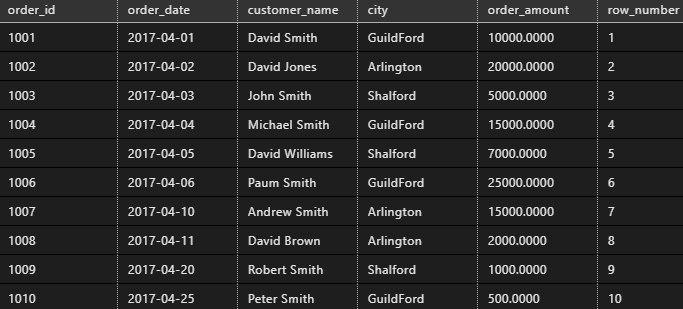 order_id order_date customer_name city order_amount row_number
1001 2017-04-01 David Smith GuildFord 10000.0000 1
1002 2017-04-02 David Jones Arlington 20000.0000 2
1003 2017-04-03 John Smith Shalford 5000.0000 3
1004 2017-04-04 Michael Smith GuildFord 15000.0000 4
1005 2017-04-05 David Williams Shalford 7000.0000 5
1006 2017-04-06 Paum Smith GuildFord 25000.0000 6
1007 2017-04-10 Andrew Smith Arlington 15000.0000 7
1008 2017-04-11 David Brown Arlington 2000.0000 8
1009 2017-04-20 Robert Smith Shalford 1000.0000 9
1010 2017-04-25 Peter Smith GuildFord 500.0000 10